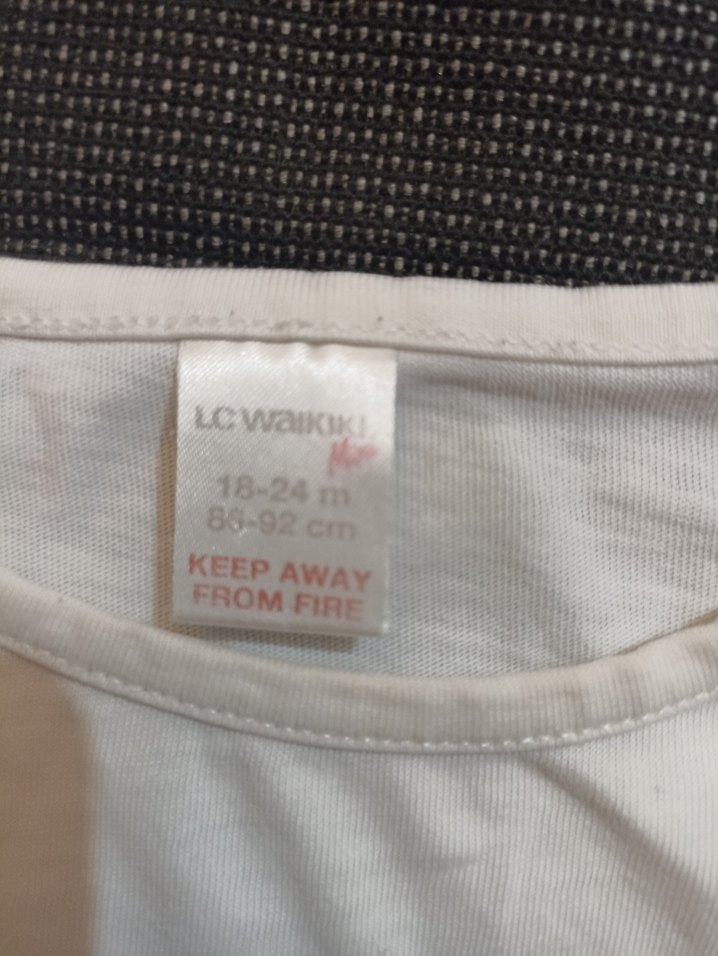 LC WAIKIKI
18-24 m
86-92 cm
KEEP AWAY
FROM FIRE